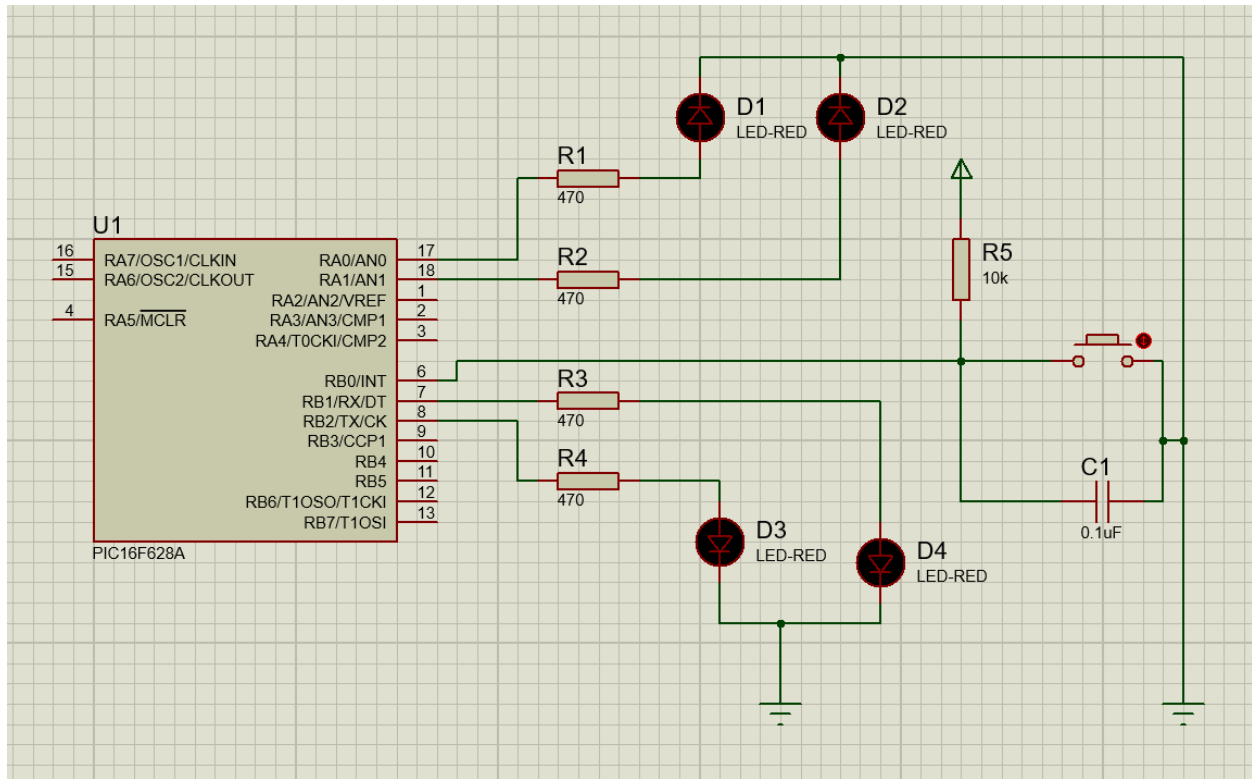 D1
LED-RED
D2
LED-RED
R1
470
U1
16
15
4
RA7/OSC1/CLKIN
RA6/OSC2/CLKOUT
RA5/MCLR
RA0/AN0
RA1/AN1
RA2/AN2/VREF
RA3/AN3/CMP1
RA4/T0CKI/CMP2
RB0/INT
RB1/RX/DT
RB2/TX/CK
RB3/CCP1
RB4
RB5
RB6/T1OSO/T1CKI
RB7/T1OSI
17
18
1
2
3
6
7
8
9
10
11
12
13
PIC16F628A
R2
470
R5
10k
R3
470
R4
470
C1
0.1uF
D3
LED-RED
D4
LED-RED